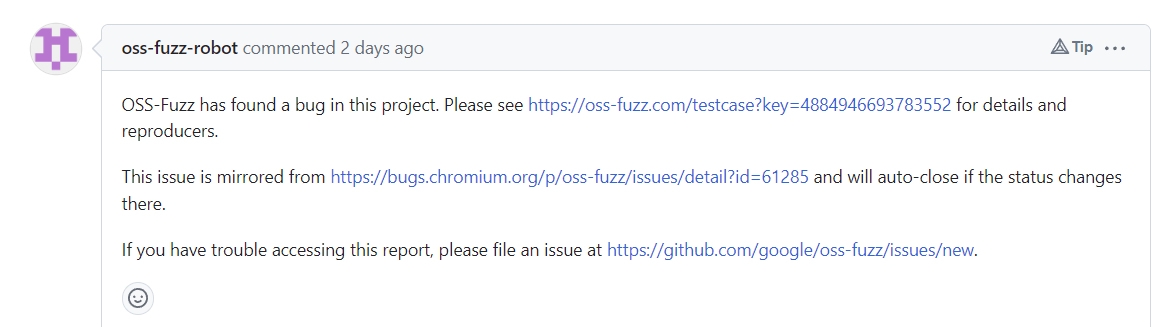 oss-fuzz-robot commented 2 days ago
Tip
OSS-Fuzz has found a bug in this project. Please see https://oss-fuzz.com/testcase?key=4884946693783552 for details and
reproducers.
This issue is mirrored from https://bugs.chromium.org/p/oss-fuzz/issues/detail?id=61285 and will auto-close if the status changes
there.
If you have trouble accessing this report, please file an issue at https://github.com/google/oss-fuzz/issues/new.